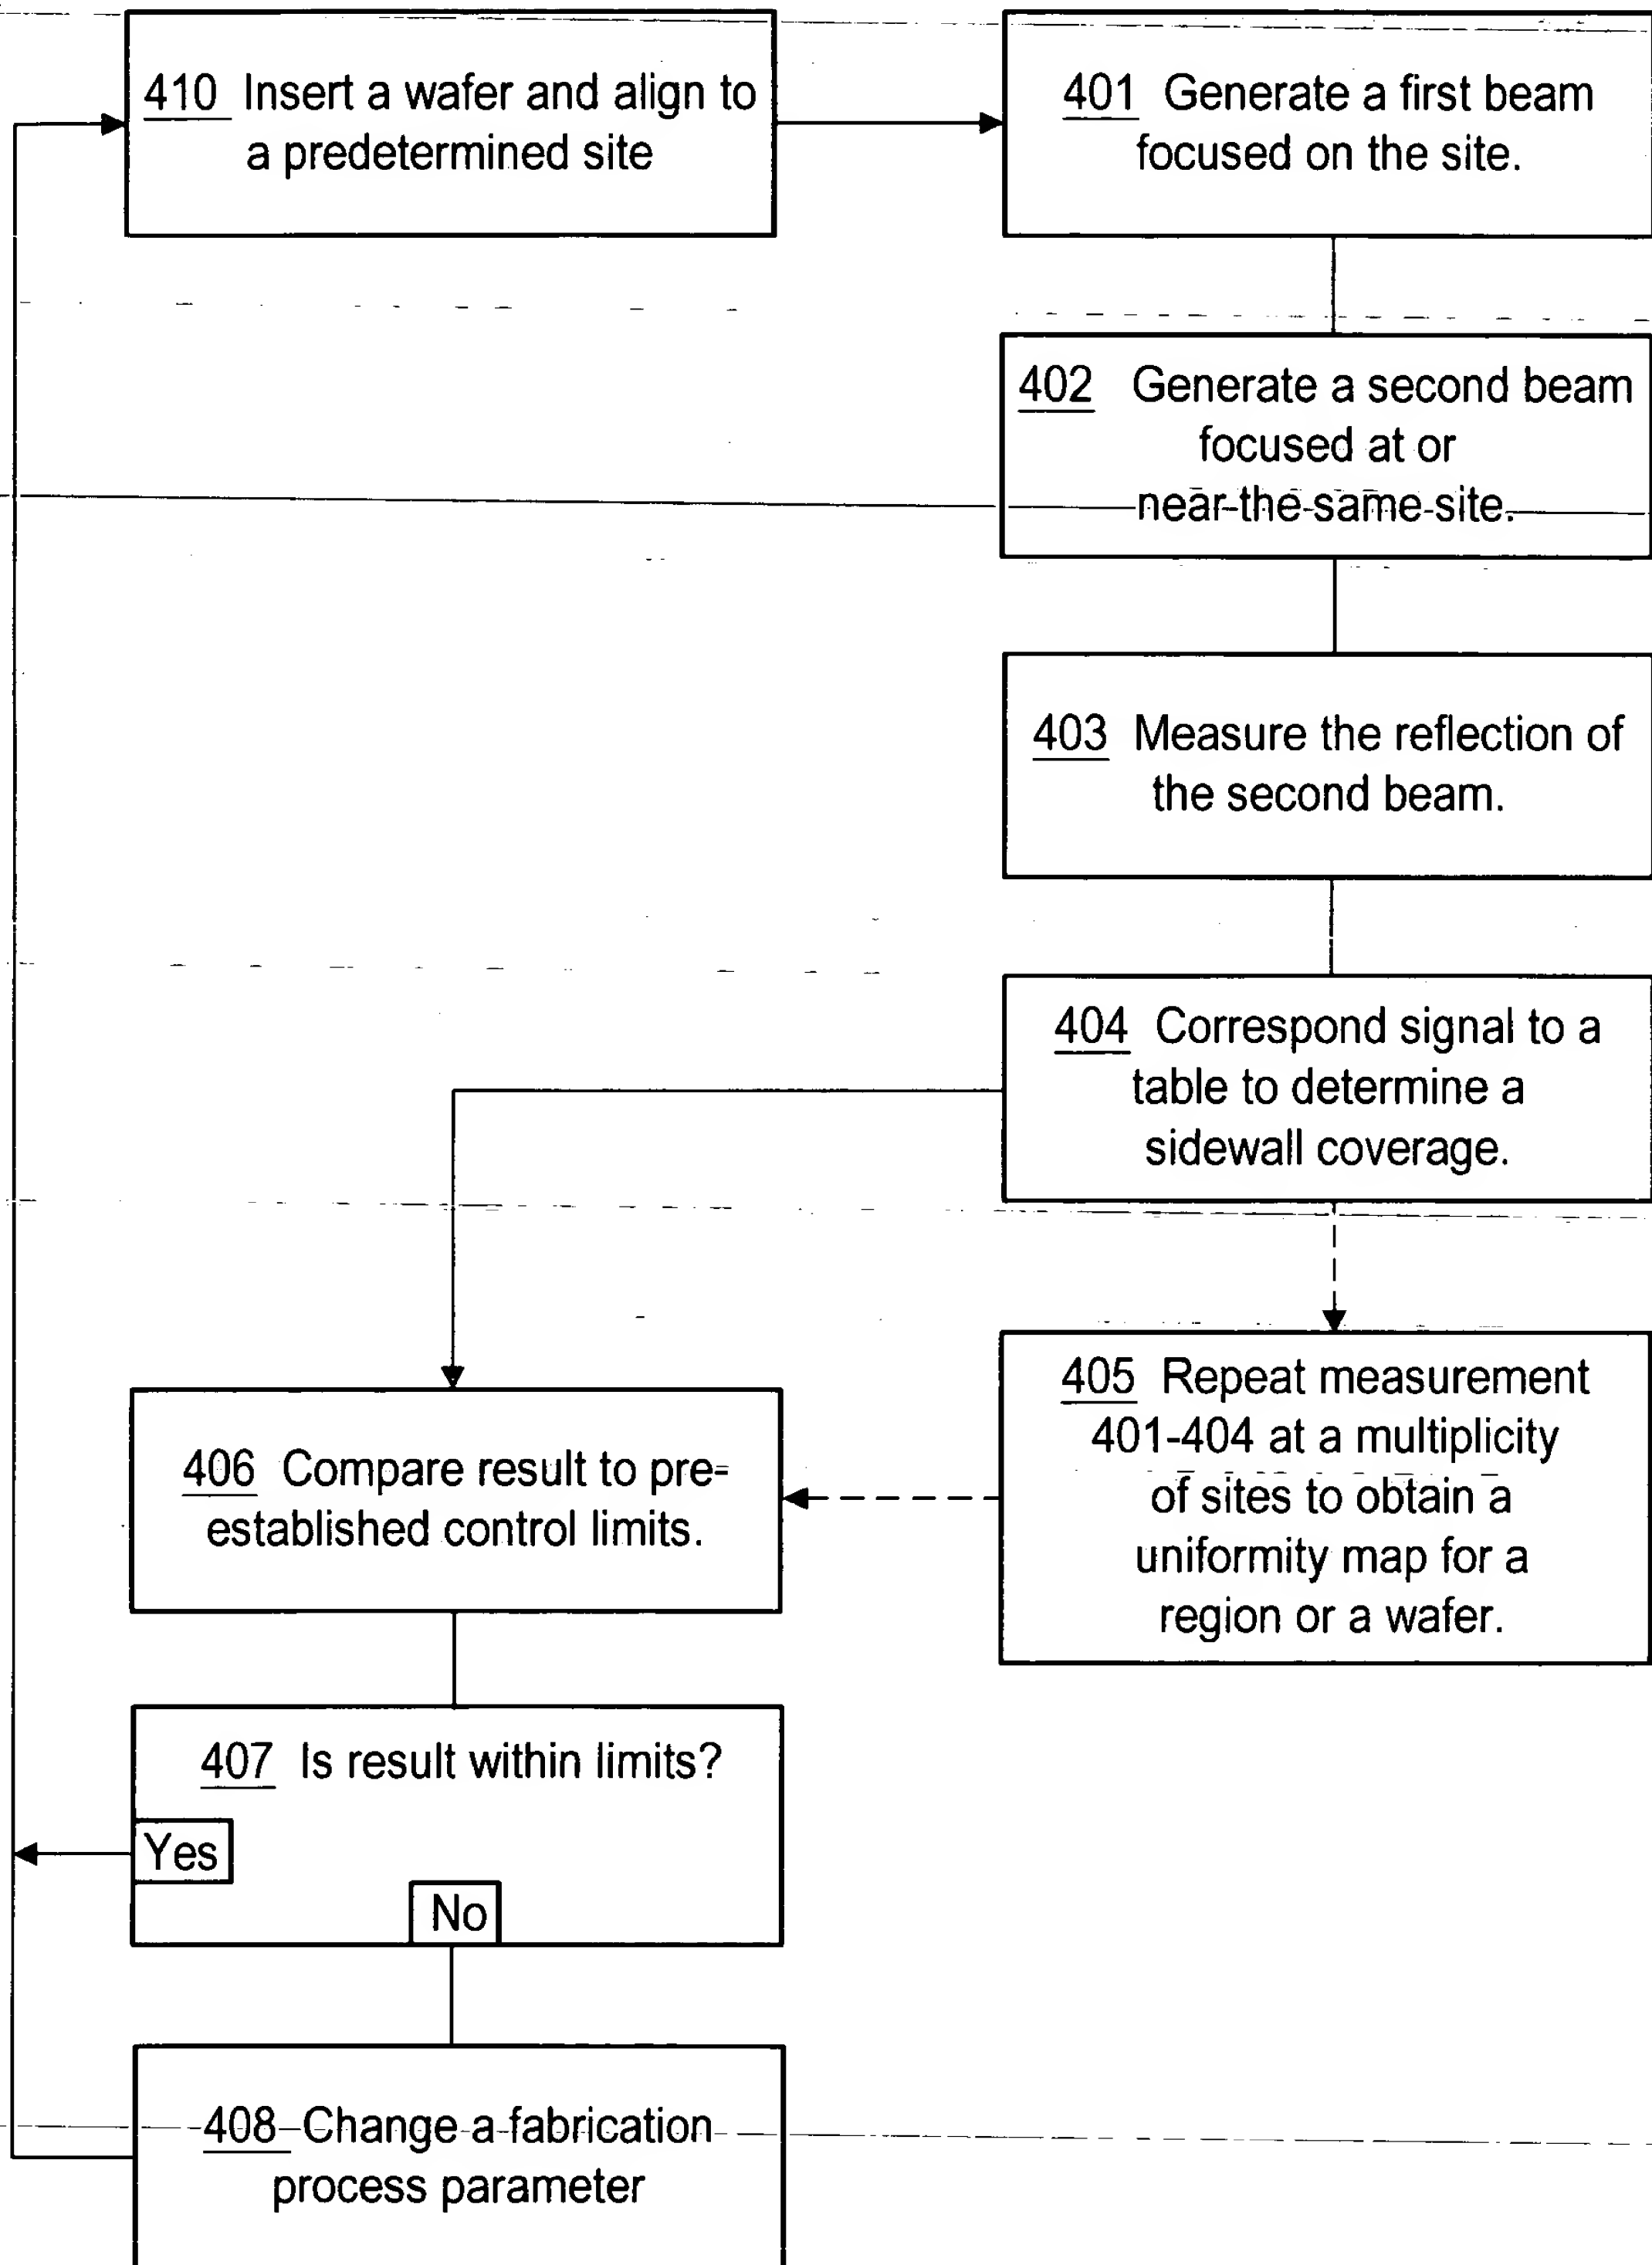 410 Insert a wafer and align to
a predetermined site
401 Generate a first beam
focused on the site.
402 Generate a second beam
focused at or
near the same site.
403 Measure the reflection of
the second beam.
404 Correspond signal to a
table to determine a
sidewall coverage.
405 Repeat measurement
401-404 at a multiplicity
of sites to obtain a
uniformity map for a
region or a wafer.
406 Compare result to pre-
established control limits.
407 Is result within limits?
Yes
No
408 Change a fabrication
process parameter